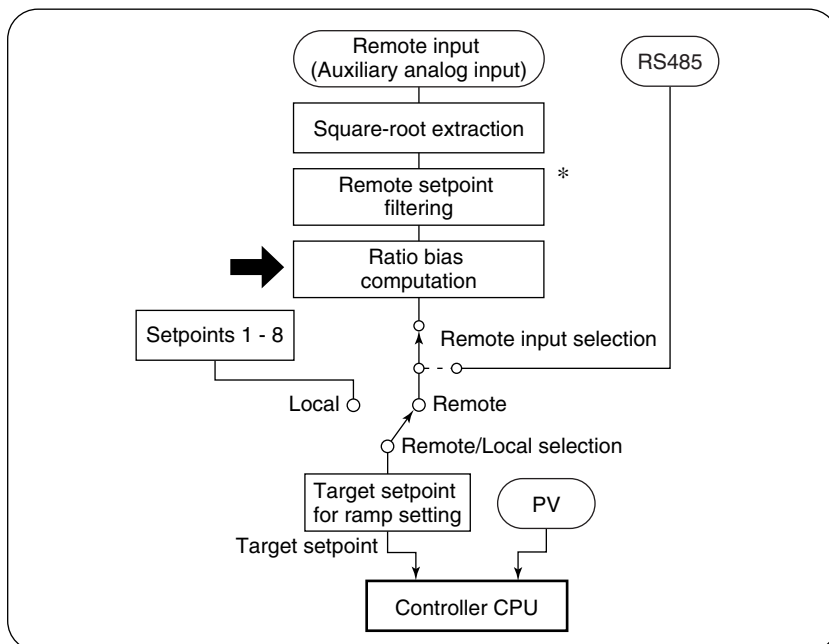 Remote input
(Auxiliary analog input)
RS485
Square-root extraction
Remote setpoint
filtering
*
Ratio bias
computation
Setpoints 1 - 8
Remote input selection
Local
Remote
Remote/Local selection
Target setpoint
for ramp setting
PV
Target setpoint
Controller CPU